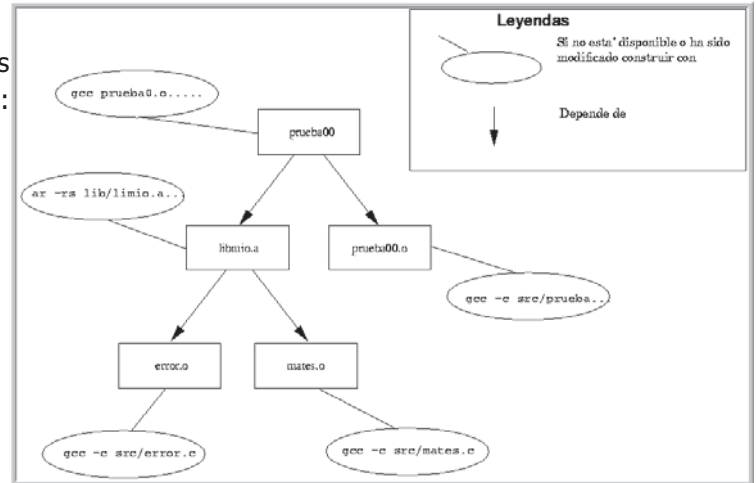 s
:
Leyendas
Si no esta' disponible o ha sido
modificado construir con
Depende de
gcc prueba0.o.....
prueba00
ar -rs lib/limio.a..
libmio.a
prueba00.o
gcc -c src/prueba..
error.o
mates.o
gcc -c src/error.c
gcc -c src/mates.c